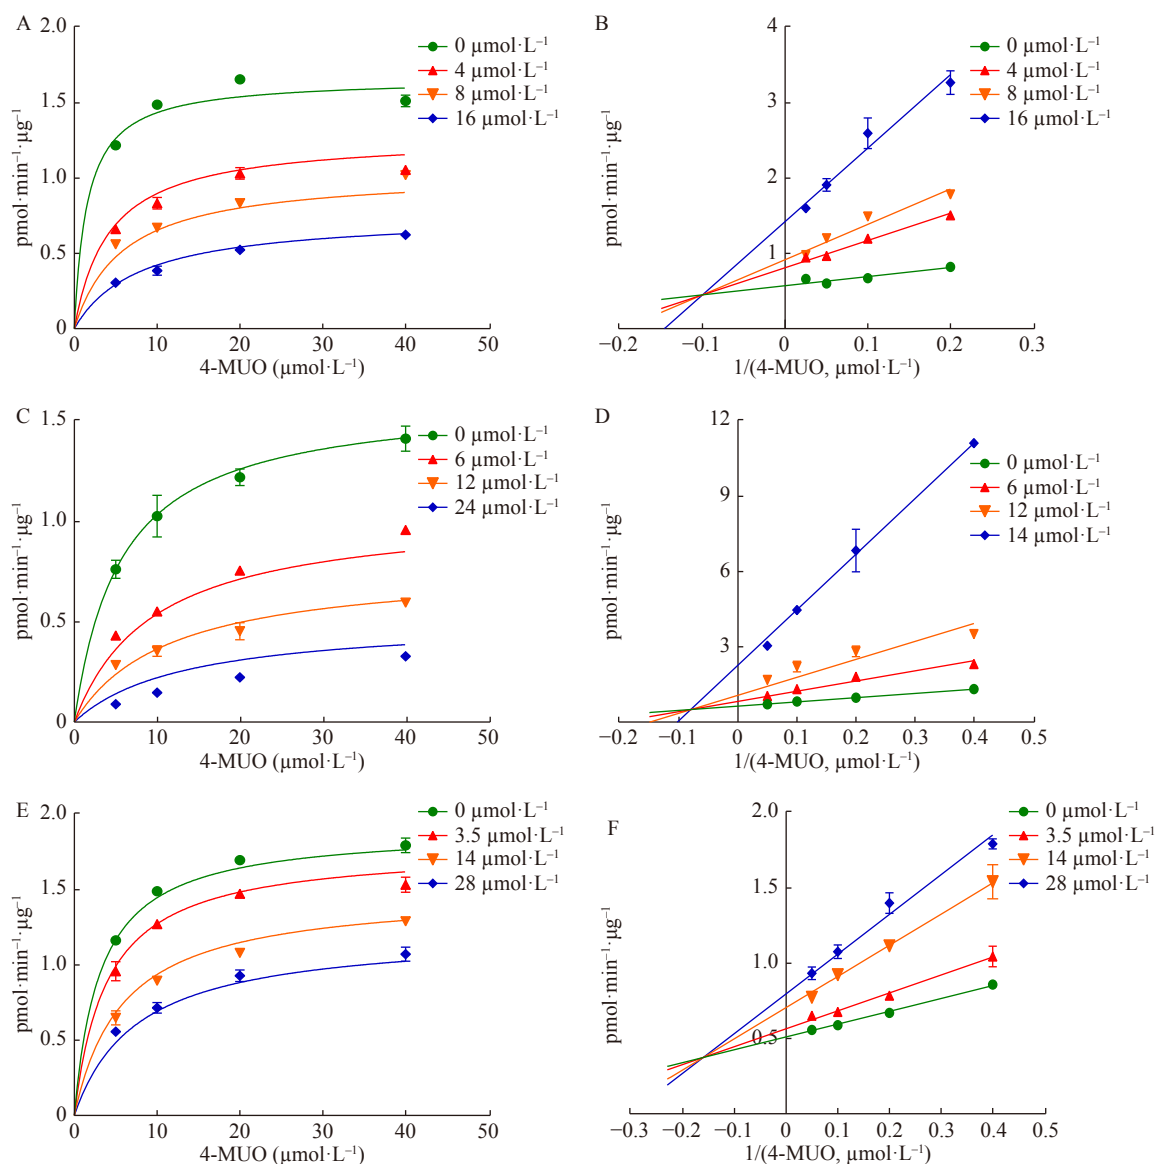 A
2.0
1.5
1.0
0.5
0
0 10 20 30 40 50
4-MUO (µmol·L⁻¹)
pmol·min⁻¹·µg⁻¹
0 µmol·L⁻¹
4 µmol·L⁻¹
8 µmol·L⁻¹
16 µmol·L⁻¹
B
4
3
2
1
−0.2 −0.1 0 0.1 0.2 0.3
1/(4-MUO, µmol·L⁻¹)
pmol·min⁻¹·µg⁻¹
0 µmol·L⁻¹
4 µmol·L⁻¹
8 µmol·L⁻¹
16 µmol·L⁻¹
C
1.5
1.0
0.5
0
0 10 20 30 40 50
4-MUO (µmol·L⁻¹)
pmol·min⁻¹·µg⁻¹
0 µmol·L⁻¹
6 µmol·L⁻¹
12 µmol·L⁻¹
24 µmol·L⁻¹
D
12
9
6
3
−0.2 −0.1 0 0.1 0.2 0.3 0.4 0.5
1/(4-MUO, µmol·L⁻¹)
pmol·min⁻¹·µg⁻¹
0 µmol·L⁻¹
6 µmol·L⁻¹
12 µmol·L⁻¹
14 µmol·L⁻¹
E
2.0
1.5
1.0
0.5
0
0 10 20 30 40 50
4-MUO (µmol·L⁻¹)
pmol·min⁻¹·µg⁻¹
0 µmol·L⁻¹
3.5 µmol·L⁻¹
14 µmol·L⁻¹
28 µmol·L⁻¹
F
2.0
1.5
1.0
0.5
−0.3 −0.2 −0.1 0 0.1 0.2 0.3 0.4 0.5
1/(4-MUO, µmol·L⁻¹)
pmol·min⁻¹·µg⁻¹
0 µmol·L⁻¹
3.5 µmol·L⁻¹
14 µmol·L⁻¹
28 µmol·L⁻¹